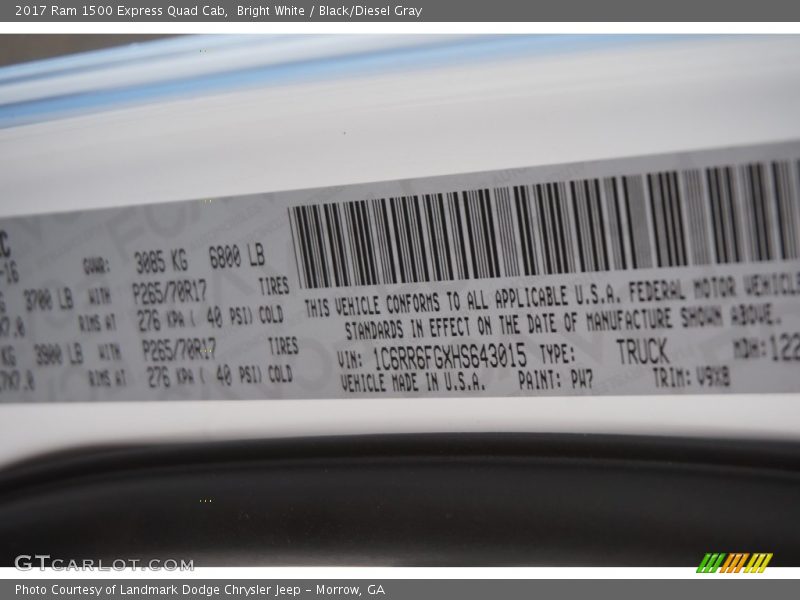 2017 Ram 1500 Express Quad Cab, Bright White / Black/Diesel Gray
GVWR: 3085 KG 6800 LB
3700 LB WITH P265/70R17 TIRES
RIMS AT 276 KPA ( 40 PSI) COLD
KG 3900 LB WITH P265/70R17 TIRES
RIMS AT 276 KPA ( 40 PSI) COLD
THIS VEHICLE CONFORMS TO ALL APPLICABLE U.S.A. FEDERAL MOTOR VEHICLE
STANDARDS IN EFFECT ON THE DATE OF MANUFACTURE SHOWN ABOVE.
VIN: 1C6RR6FGXHS643015 TYPE: TRUCK MDH: 122
VEHICLE MADE IN U.S.A. PAINT: PW7 TRIM: V9X8
GTCARLOT.COM
Photo Courtesy of Landmark Dodge Chrysler Jeep – Morrow, GA